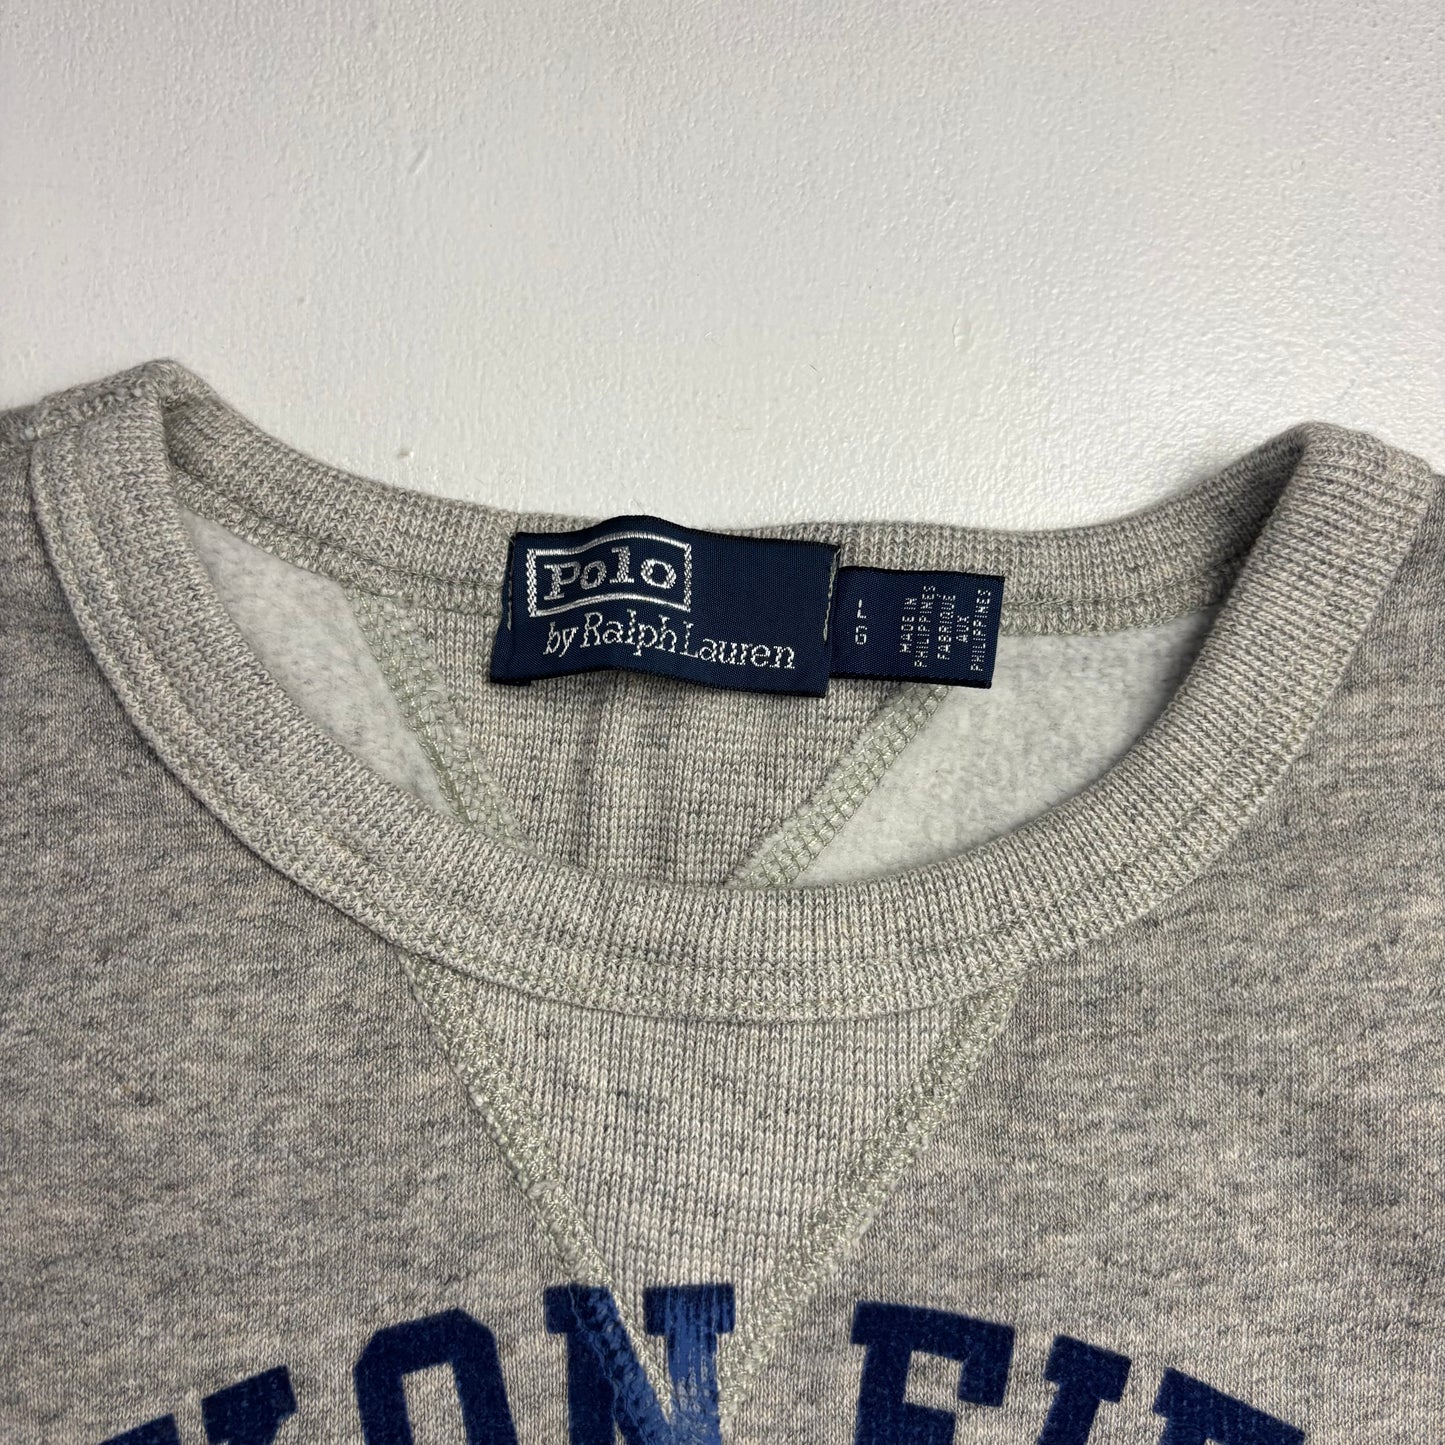 Polo
by Ralph Lauren
L
G
MADE IN
PHILIPPINES
FABRIQUÉ
AUX
PHILIPPINES